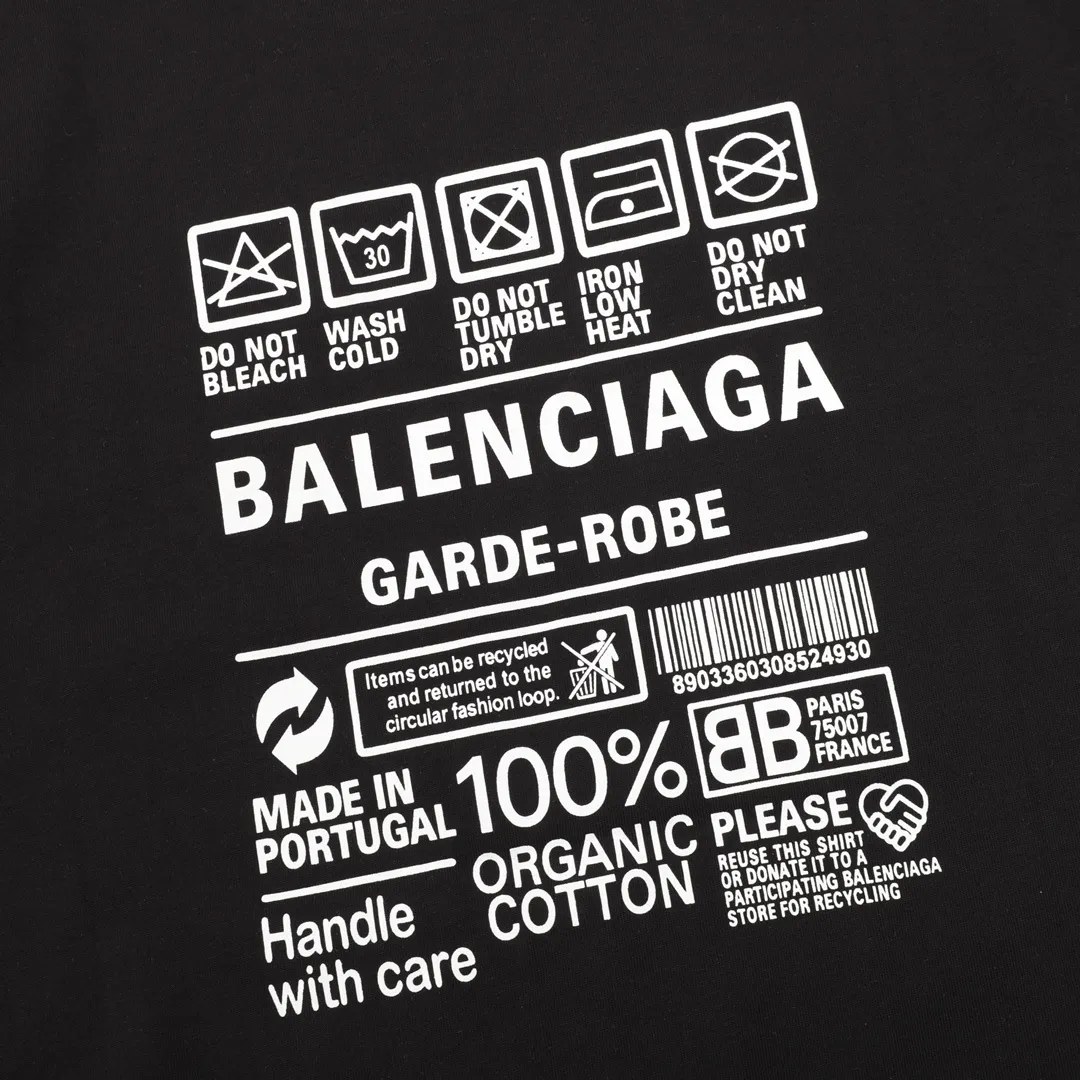 30
DO NOT
BLEACH
WASH
COLD
DO NOT
TUMBLE
DRY
IRON
LOW
HEAT
DO NOT
DRY
CLEAN
BALENCIAGA
GARDE-ROBE
Items can be recycled
and returned to the
circular fashion loop.
8903360308524930
BB
PARIS
75007
FRANCE
MADE IN
PORTUGAL
100%
ORGANIC
COTTON
PLEASE
REUSE THIS SHIRT
OR DONATE IT TO A
PARTICIPATING BALENCIAGA
STORE FOR RECYCLING
Handle
with care